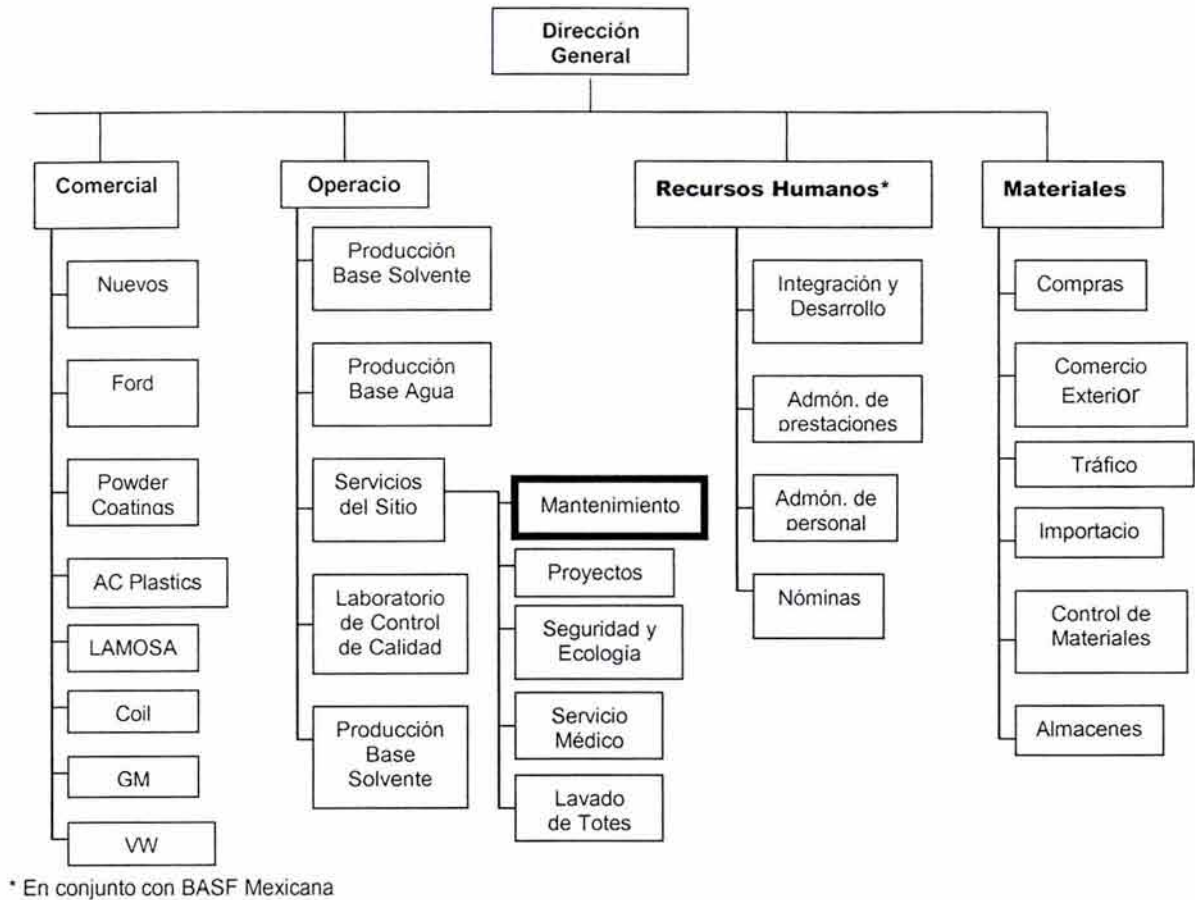 Dirección
General
Comercial
Operacio
Recursos Humanos*
Materiales
Nuevos
Ford
Powder
Coatings
AC Plastics
LAMOSA
Coil
GM
VW
Producción
Base Solvente
Producción
Base Agua
Servicios
del Sitio
Laboratorio
de Control
de Calidad
Producción
Base
Solvente
Mantenimiento
Proyectos
Seguridad y
Ecología
Servicio
Médico
Lavado
de Totes
Integración y
Desarrollo
Admón. de
prestaciones
Admón. de
personal
Nóminas
Compras
Comercio
Exterior
Tráfico
Importacio
Control de
Materiales
Almacenes
* En conjunto con BASF Mexicana